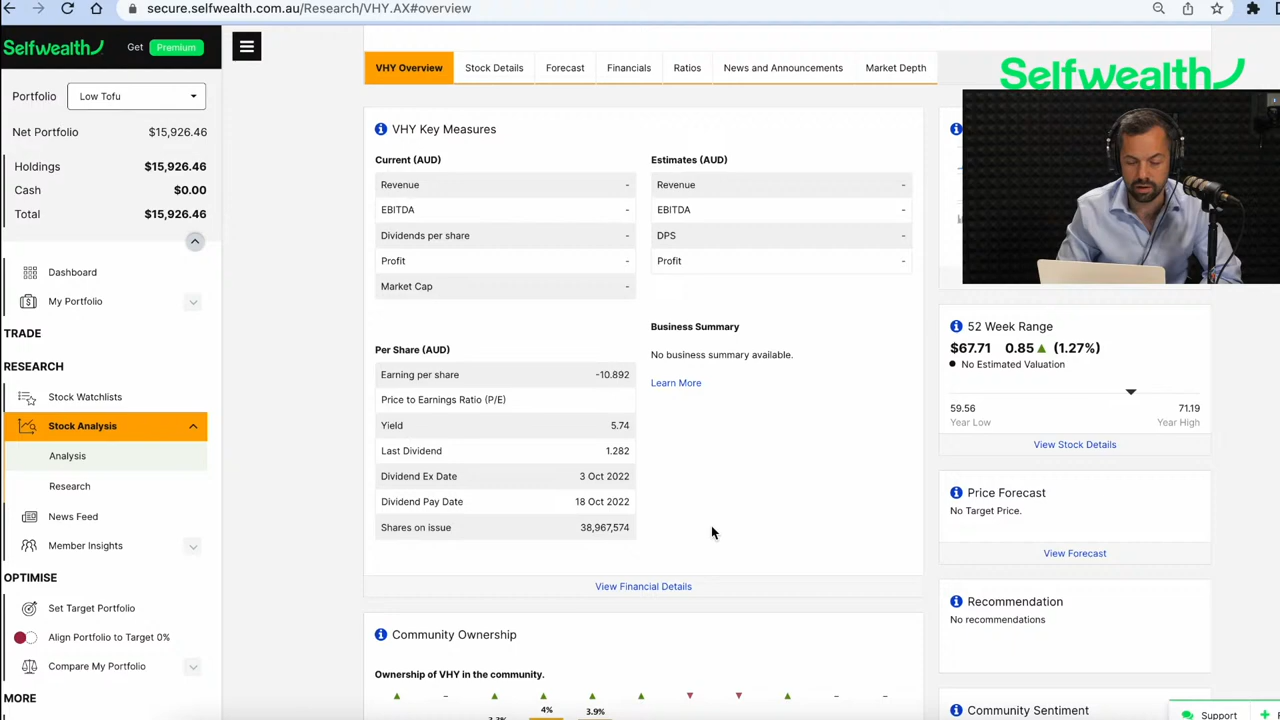 secure.selfwealth.com.au/Research/VHY.AX#overview
Selfwealth
Get Premium
Portfolio Low Tofu
Net Portfolio $15,926.46
Holdings $15,926.46
Cash $0.00
Total $15,926.46
Dashboard
My Portfolio
TRADE
RESEARCH
Stock Watchlists
Stock Analysis
Analysis
Research
News Feed
Member Insights
OPTIMISE
Set Target Portfolio
Align Portfolio to Target 0%
Compare My Portfolio
MORE
VHY Overview Stock Details Forecast Financials Ratios News and Announcements Market Depth
Selfwealth
VHY Key Measures
Current (AUD)
Revenue -
EBITDA -
Dividends per share -
Profit -
Market Cap -
Estimates (AUD)
Revenue -
EBITDA -
DPS -
Profit -
Per Share (AUD)
Earning per share -10.892
Price to Earnings Ratio (P/E)
Yield 5.74
Last Dividend 1.282
Dividend Ex Date 3 Oct 2022
Dividend Pay Date 18 Oct 2022
Shares on issue 38,967,574
Business Summary
No business summary available.
Learn More
View Financial Details
Community Ownership
Ownership of VHY in the community.
4% 3.9%
52 Week Range
$67.71 0.85 (1.27%)
No Estimated Valuation
59.56 71.19
Year Low Year High
View Stock Details
Price Forecast
No Target Price.
View Forecast
Recommendation
No recommendations
Community Sentiment
Support